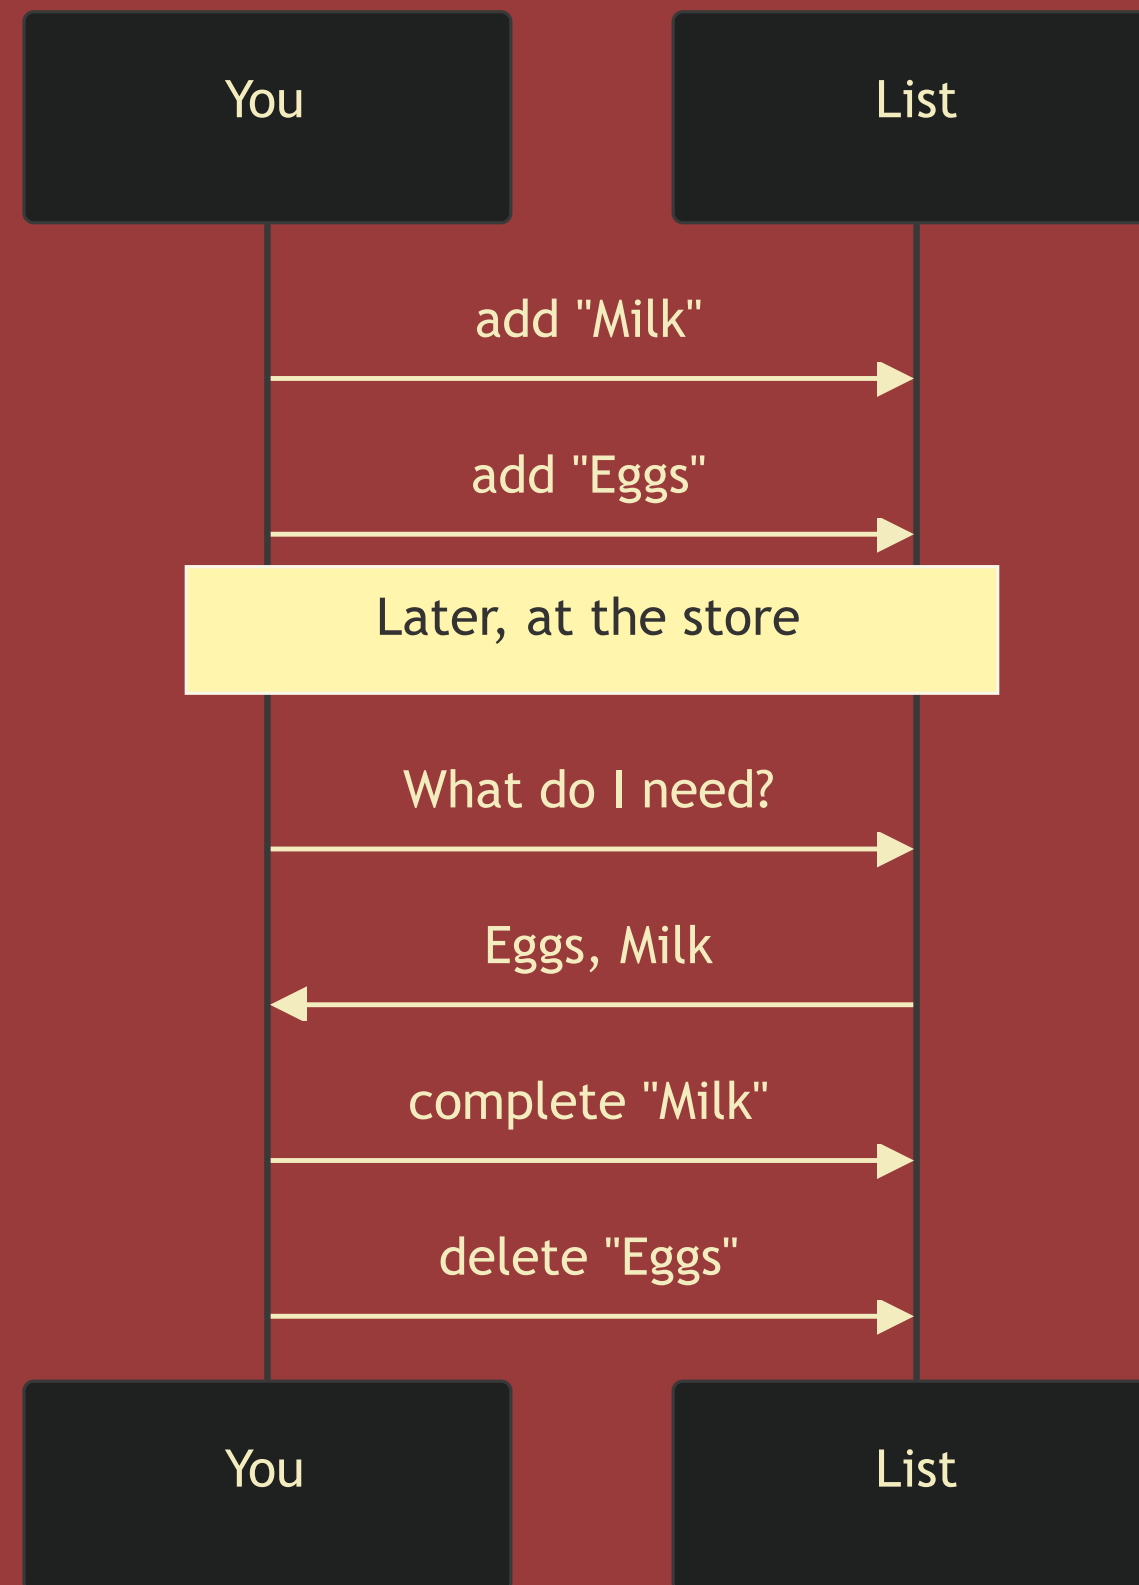 You
List
add "Milk"
add "Eggs"
Later, at the store
What do I need?
Eggs, Milk
complete "Milk"
delete "Eggs"
You
List